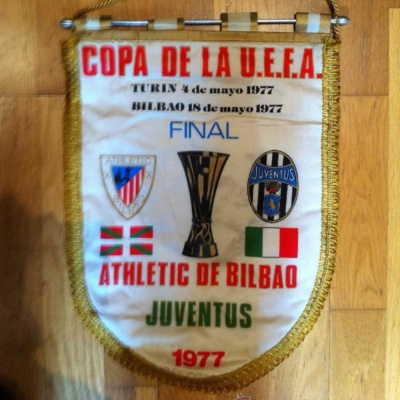 COPA DE LA U.E.F.A.
TURIN 4 de mayo 1977
BILBAO 18 de mayo 1977
FINAL
ATHLETIC
JUVENTUS
ATHLETIC DE BILBAO
JUVENTUS
1977